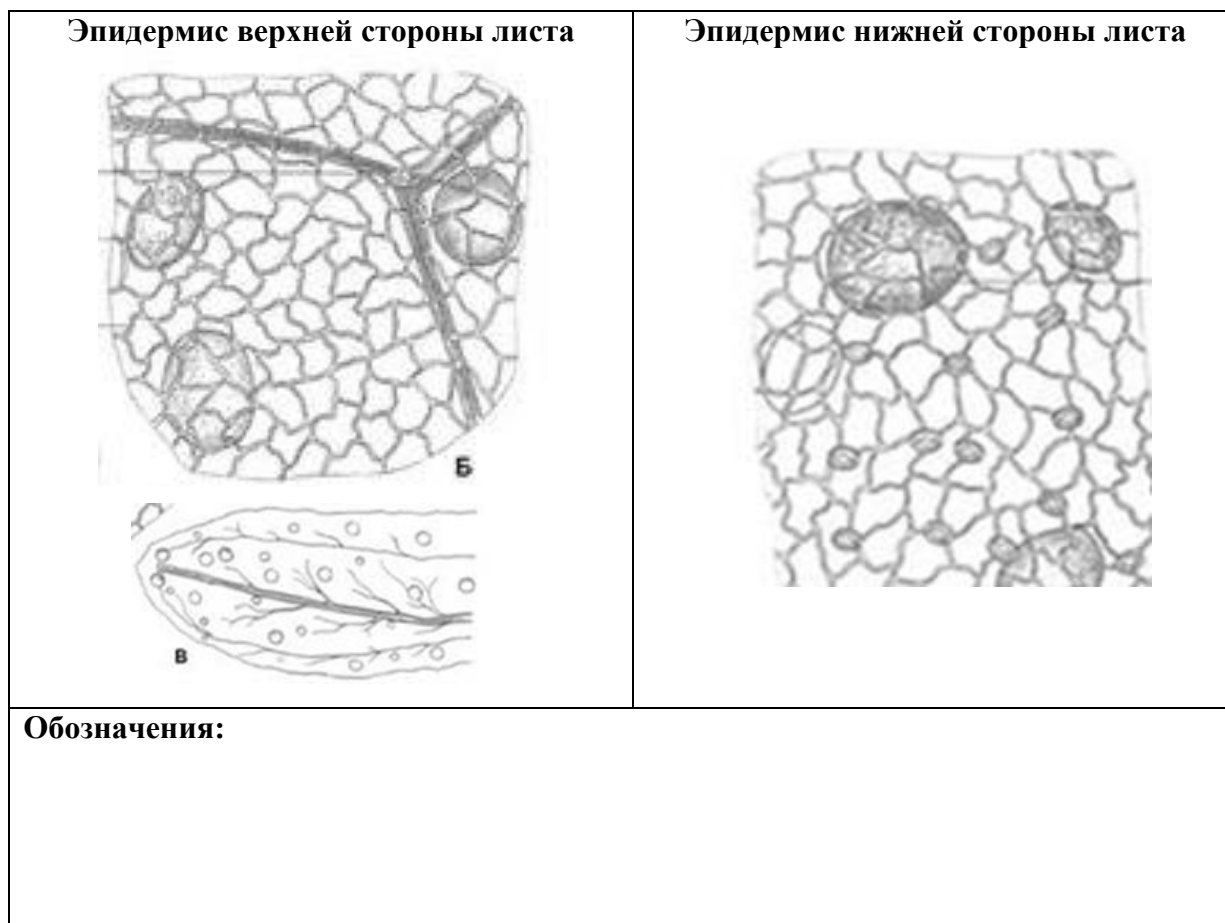 Эпидермис верхней стороны листа
Эпидермис нижней стороны листа
Б
в
Обозначения: